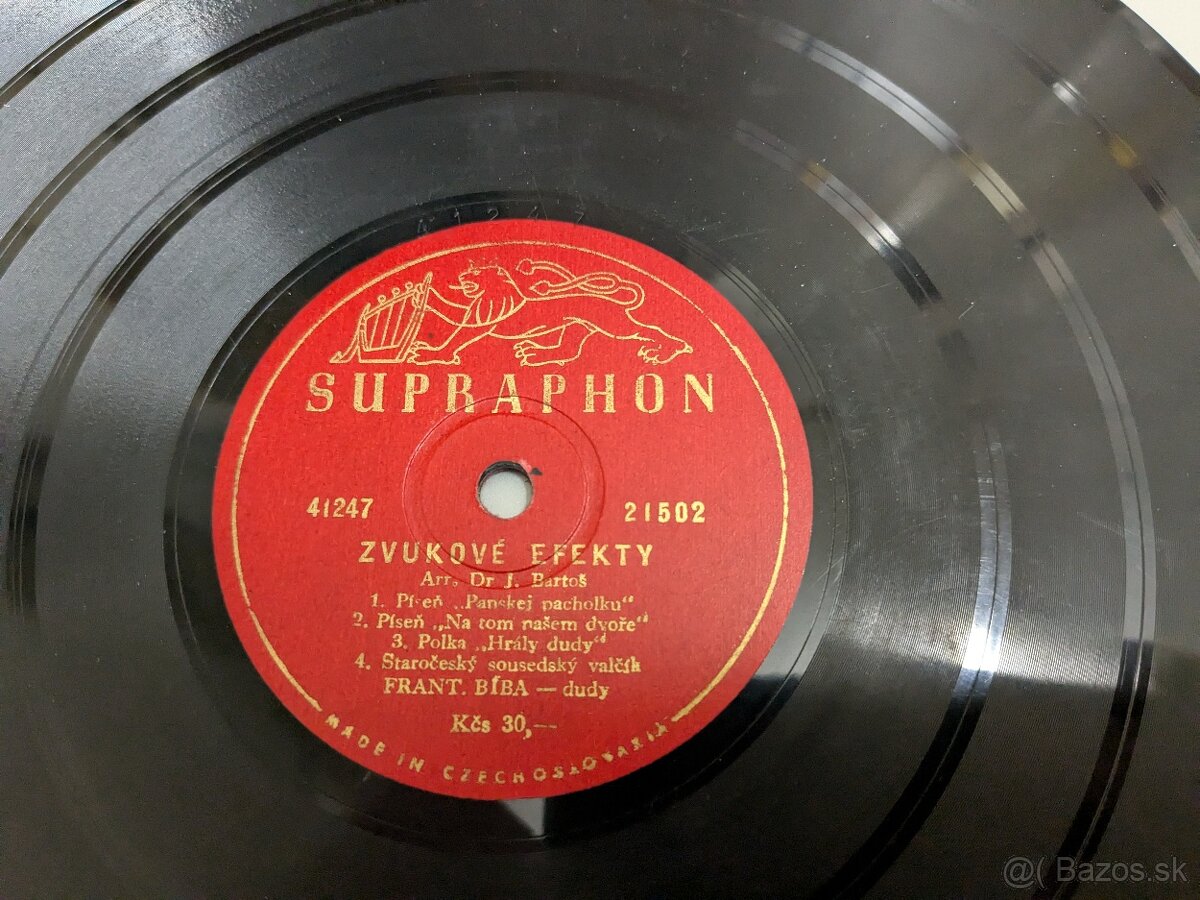 41247
SUPRAPHON
41247 21502
ZVUKOVÉ EFEKTY
Arr. Dr J. Bartoš
1. Píseň „Panskej pacholku“
2. Píseň „Na tom našem dvoře“
3. Polka „Hrály dudy“
4. Staročeský sousedský valčík
FRANT. BÍBA — dudy
Kčs 30,—
MADE IN CZECHOSLOVAKIA
@( Bazos.sk